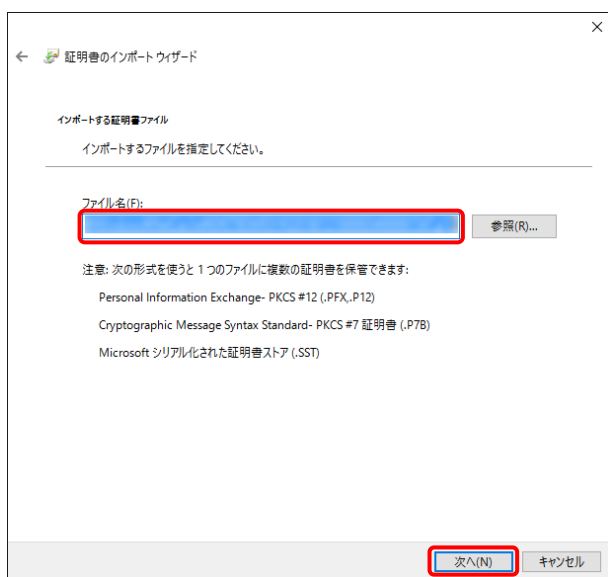 証明書のインポート ウィザード
インポートする証明書ファイル
インポートするファイルを指定してください。
ファイル名(F):
参照(R)...
注意: 次の形式を使うと 1 つのファイルに複数の証明書を保管できます:
Personal Information Exchange- PKCS #12 (.PFX,.P12)
Cryptographic Message Syntax Standard- PKCS #7 証明書 (.P7B)
Microsoft シリアル化された証明書ストア (.SST)
次へ(N) キャンセル